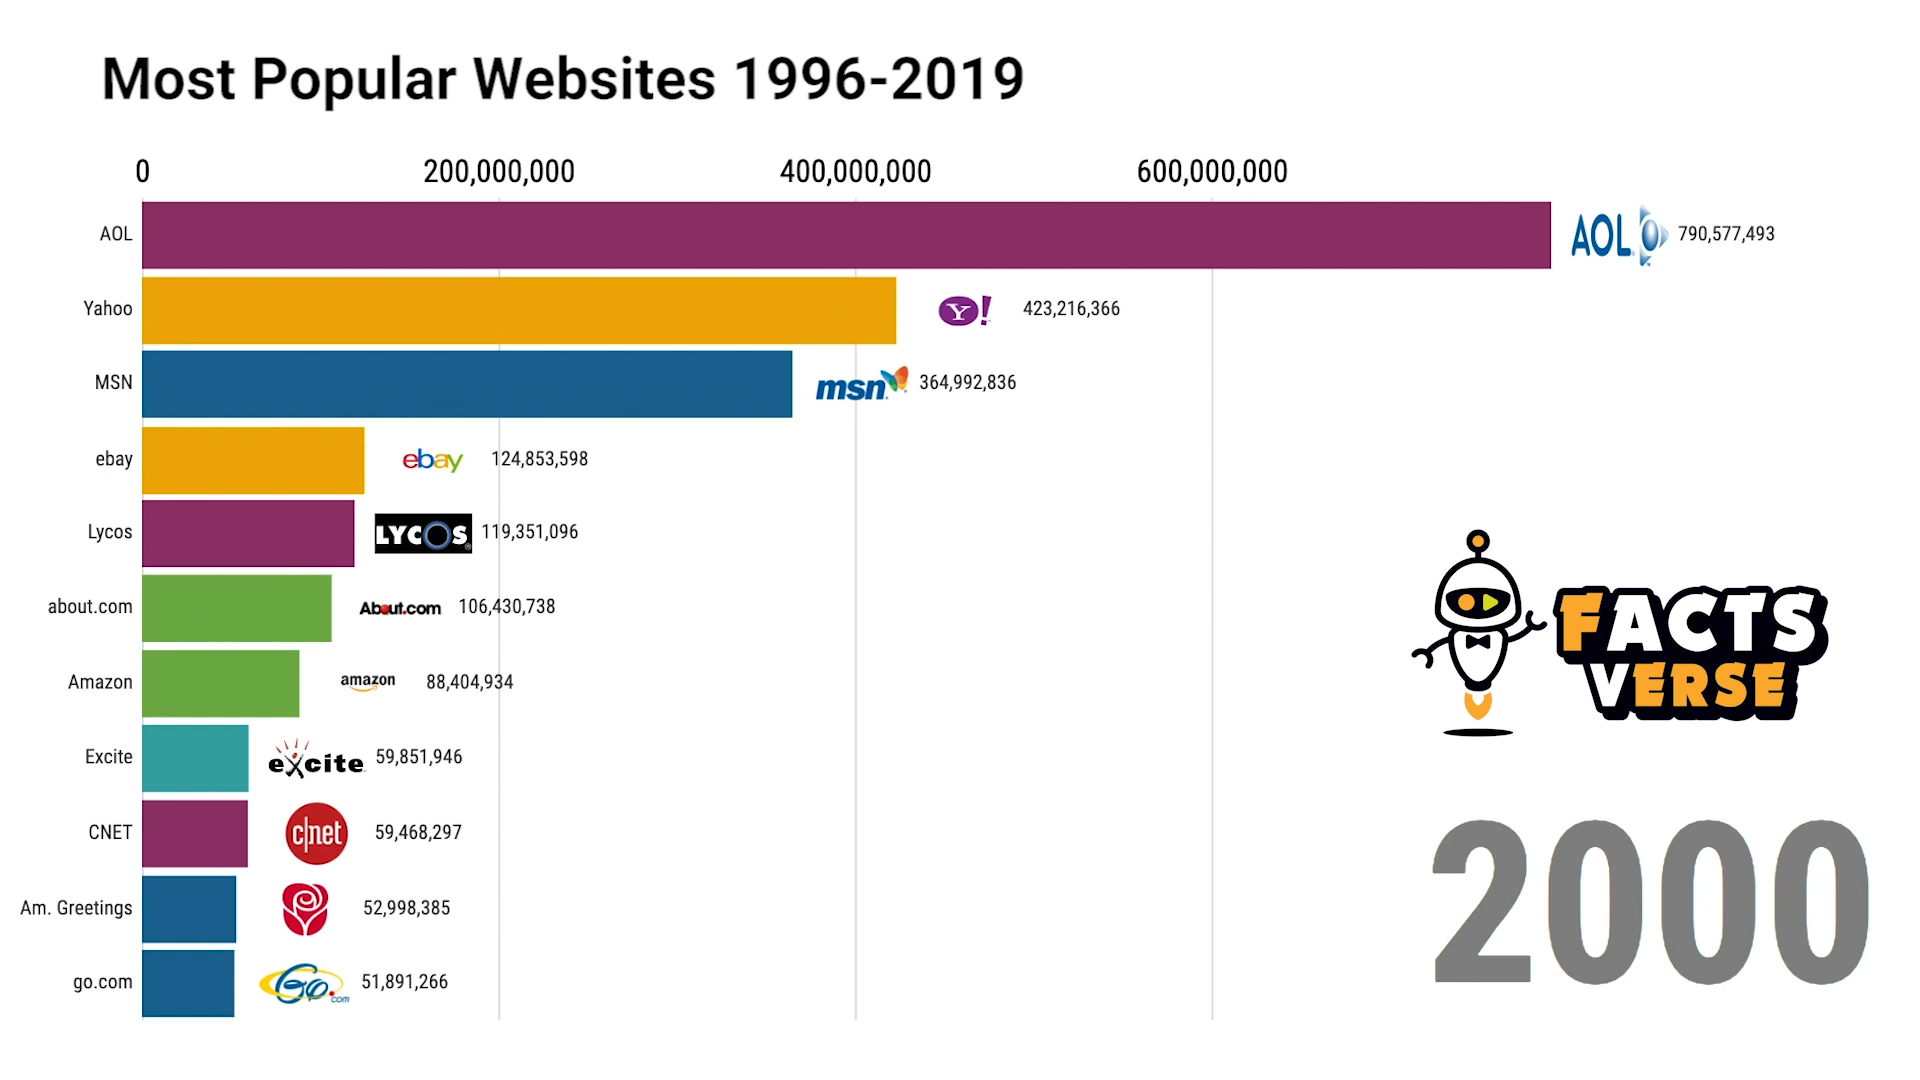 Most Popular Websites 1996-2019
0 200,000,000 400,000,000 600,000,000
AOL AOL 790,577,493
Yahoo Y! 423,216,366
MSN msn 364,992,836
ebay ebay 124,853,598
Lycos LYCOS 119,351,096
about.com About.com 106,430,738
Amazon amazon 88,404,934
Excite excite 59,851,946
CNET c|net 59,468,297
Am. Greetings 52,998,385
go.com Go.com 51,891,266
FACTS
VERSE
2000